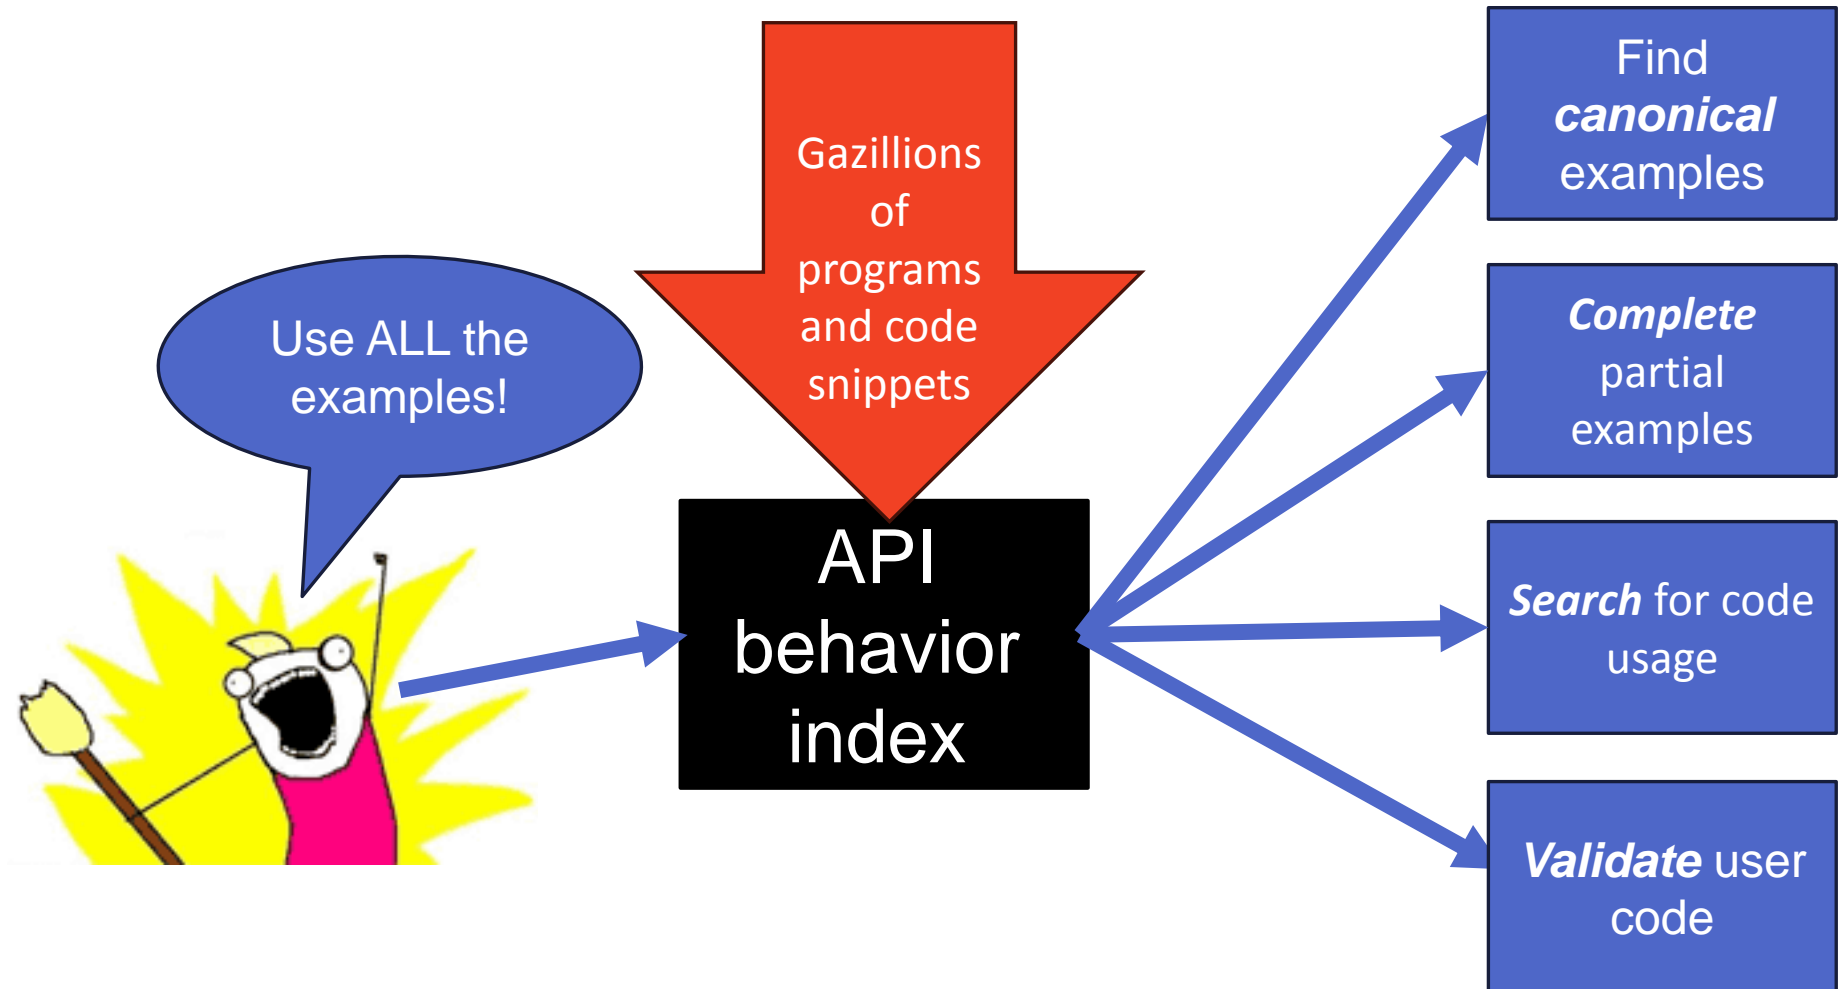 Use ALL the
examples!
Gazillions
of
programs
and code
snippets
API
behavior
index
Find
canonical
examples
Complete
partial
examples
Search for code
usage
Validate user
code